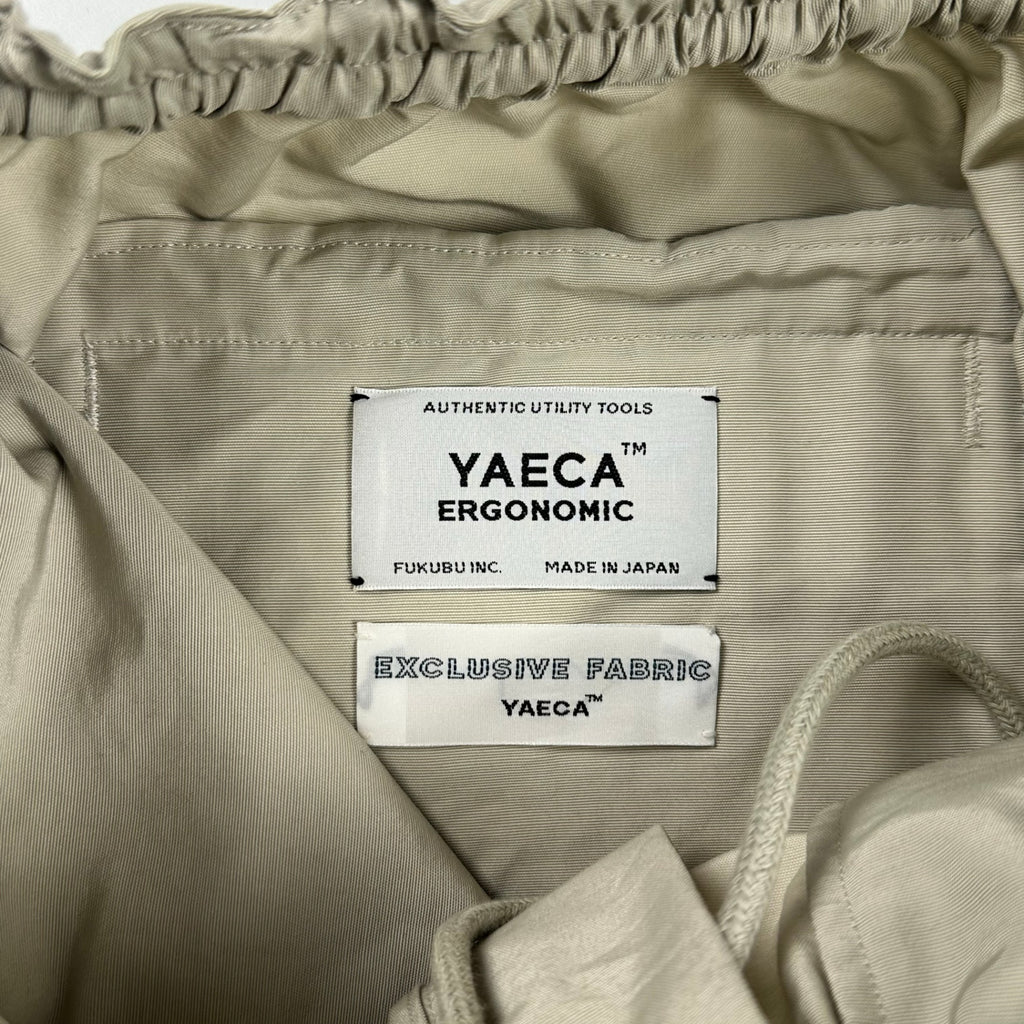 AUTHENTIC UTILITY TOOLS
YAECA™
ERGONOMIC
FUKUBU INC. MADE IN JAPAN
EXCLUSIVE FABRIC
YAECA™